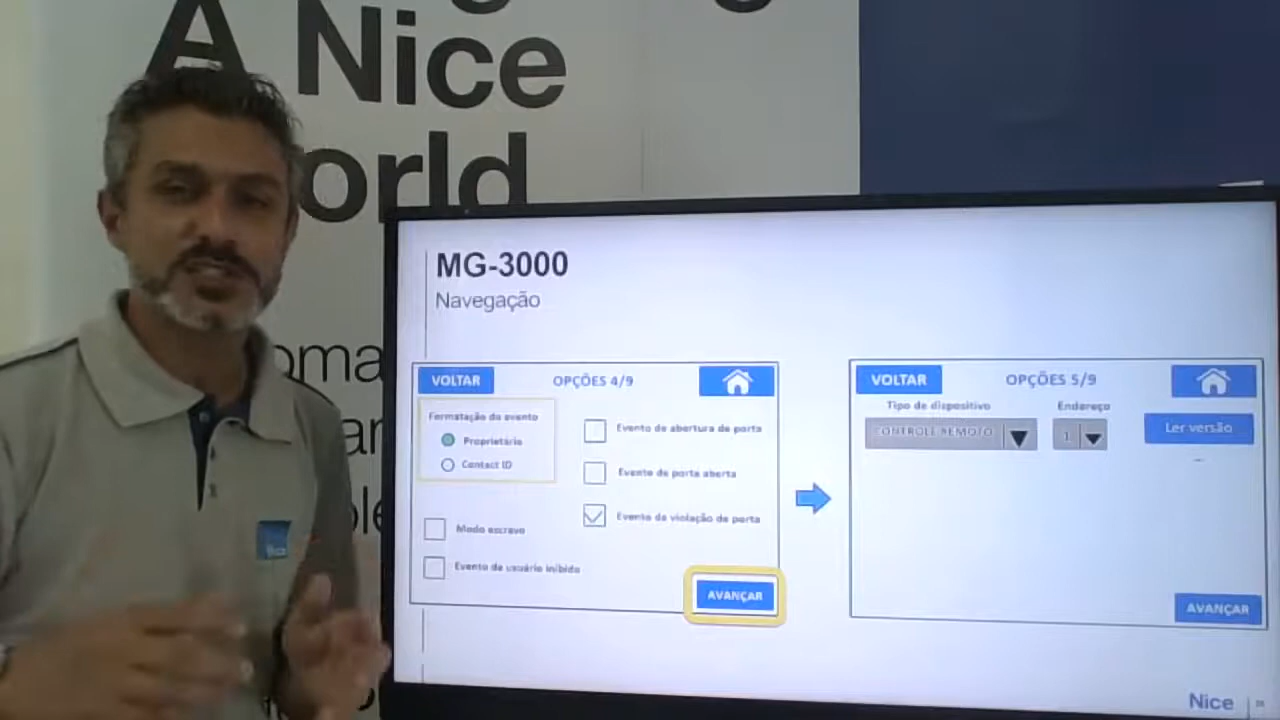 A Nice
World
MG-3000
Navegação
VOLTAR
OPÇÕES 4/9
Formatação do evento
Proprietário
Contact ID
Modo escravo
Evento de usuário inibido
Evento de abertura de porta
Evento de porta aberta
Evento de violação de porta
AVANÇAR
VOLTAR
OPÇÕES 5/9
Tipo de dispositivo
Endereço
CONTROLE REMOTO
1
Ler versão
AVANÇAR
Nice